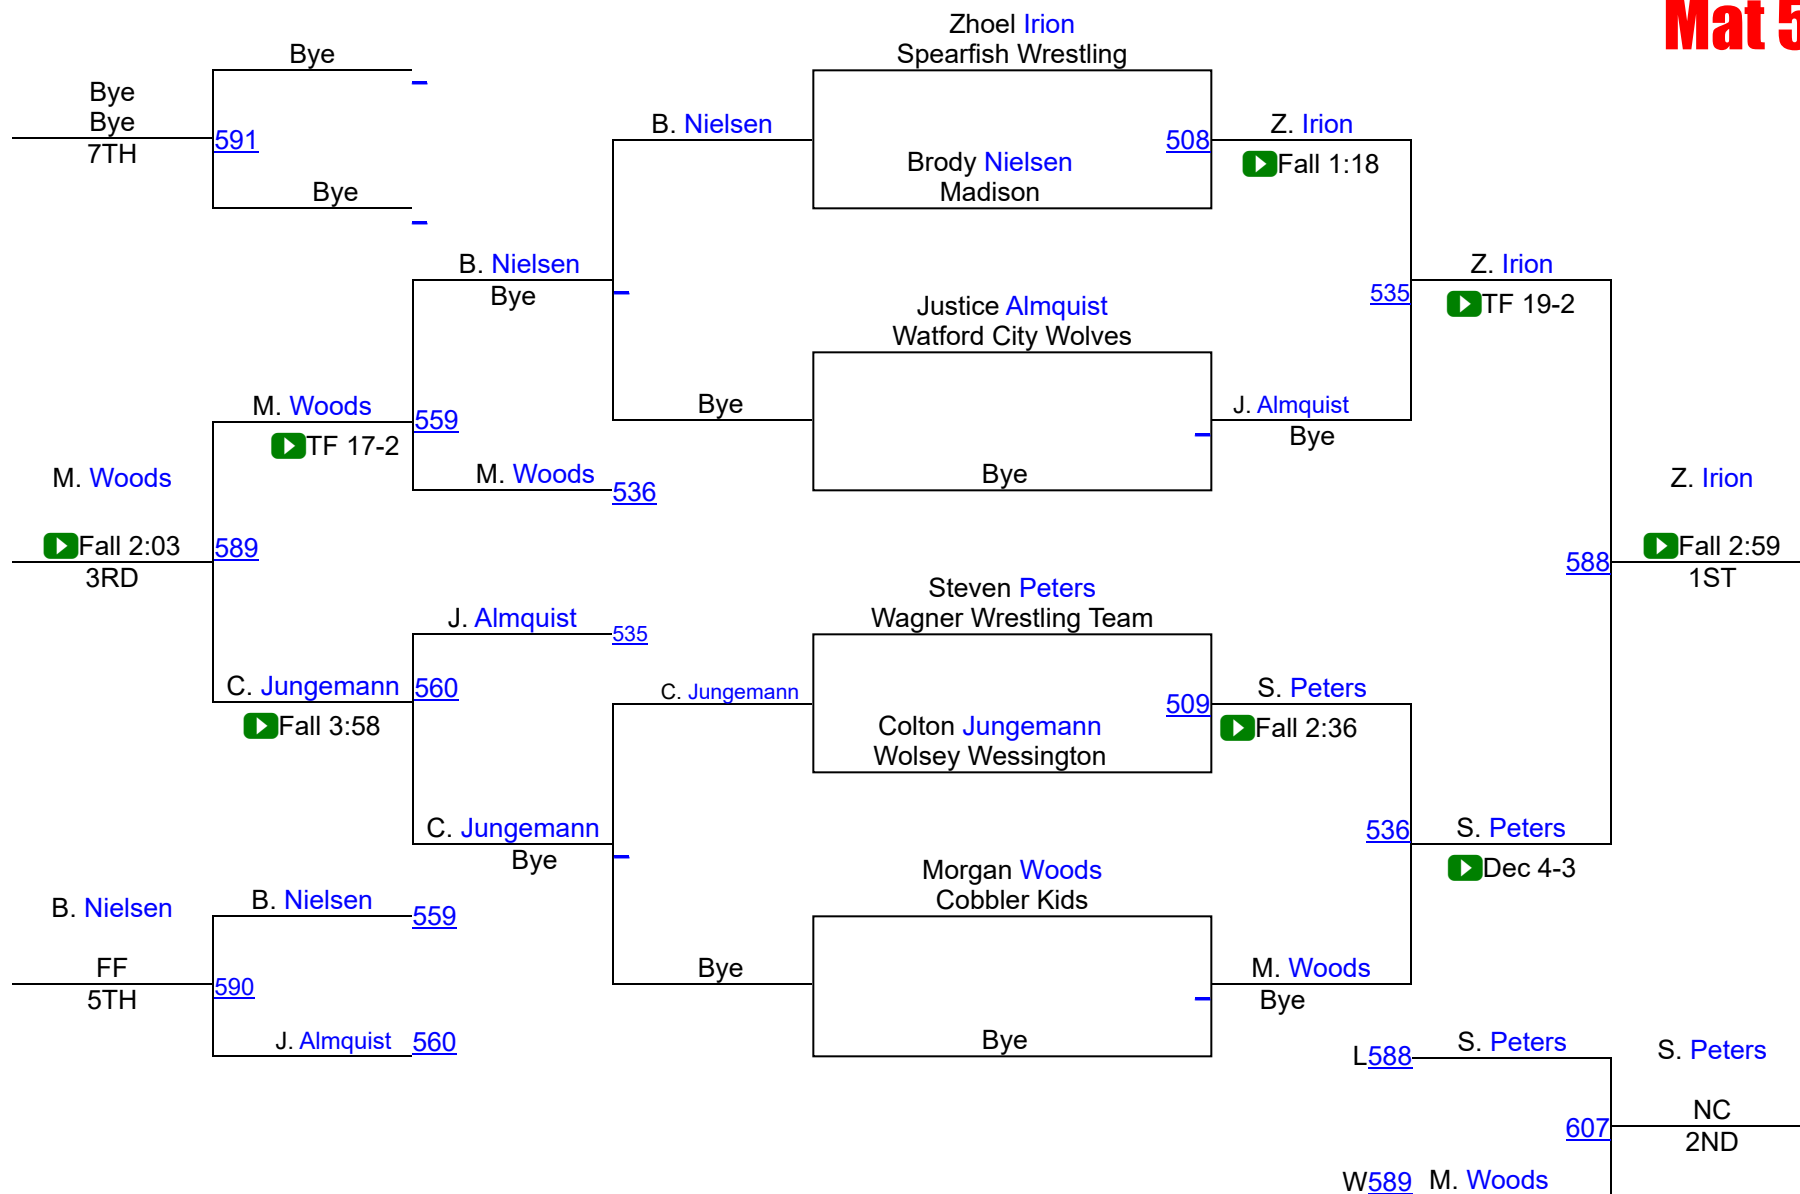 Mat 5
Zhoel Irion
Spearfish Wrestling
Bye
Bye
Bye
591
7TH
Bye
B. Nielsen
508
Z. Irion
Fall 1:18
Brody Nielsen
Madison
B. Nielsen
Bye
Z. Irion
535
TF 19-2
Justice Almquist
Watford City Wolves
M. Woods
559
TF 17-2
Bye
J. Almquist
Bye
M. Woods
536
Bye
M. Woods
Fall 2:03
589
3RD
Z. Irion
588
Fall 2:59
1ST
Steven Peters
Wagner Wrestling Team
J. Almquist
535
C. Jungemann
560
Fall 3:58
C. Jungemann
509
S. Peters
Fall 2:36
Colton Jungemann
Wolsey Wessington
C. Jungemann
Bye
536
S. Peters
Dec 4-3
Morgan Woods
Cobbler Kids
B. Nielsen
B. Nielsen
559
FF
590
5TH
Bye
M. Woods
Bye
J. Almquist
560
Bye
L588
S. Peters
S. Peters
NC
607
2ND
W589
M. Woods